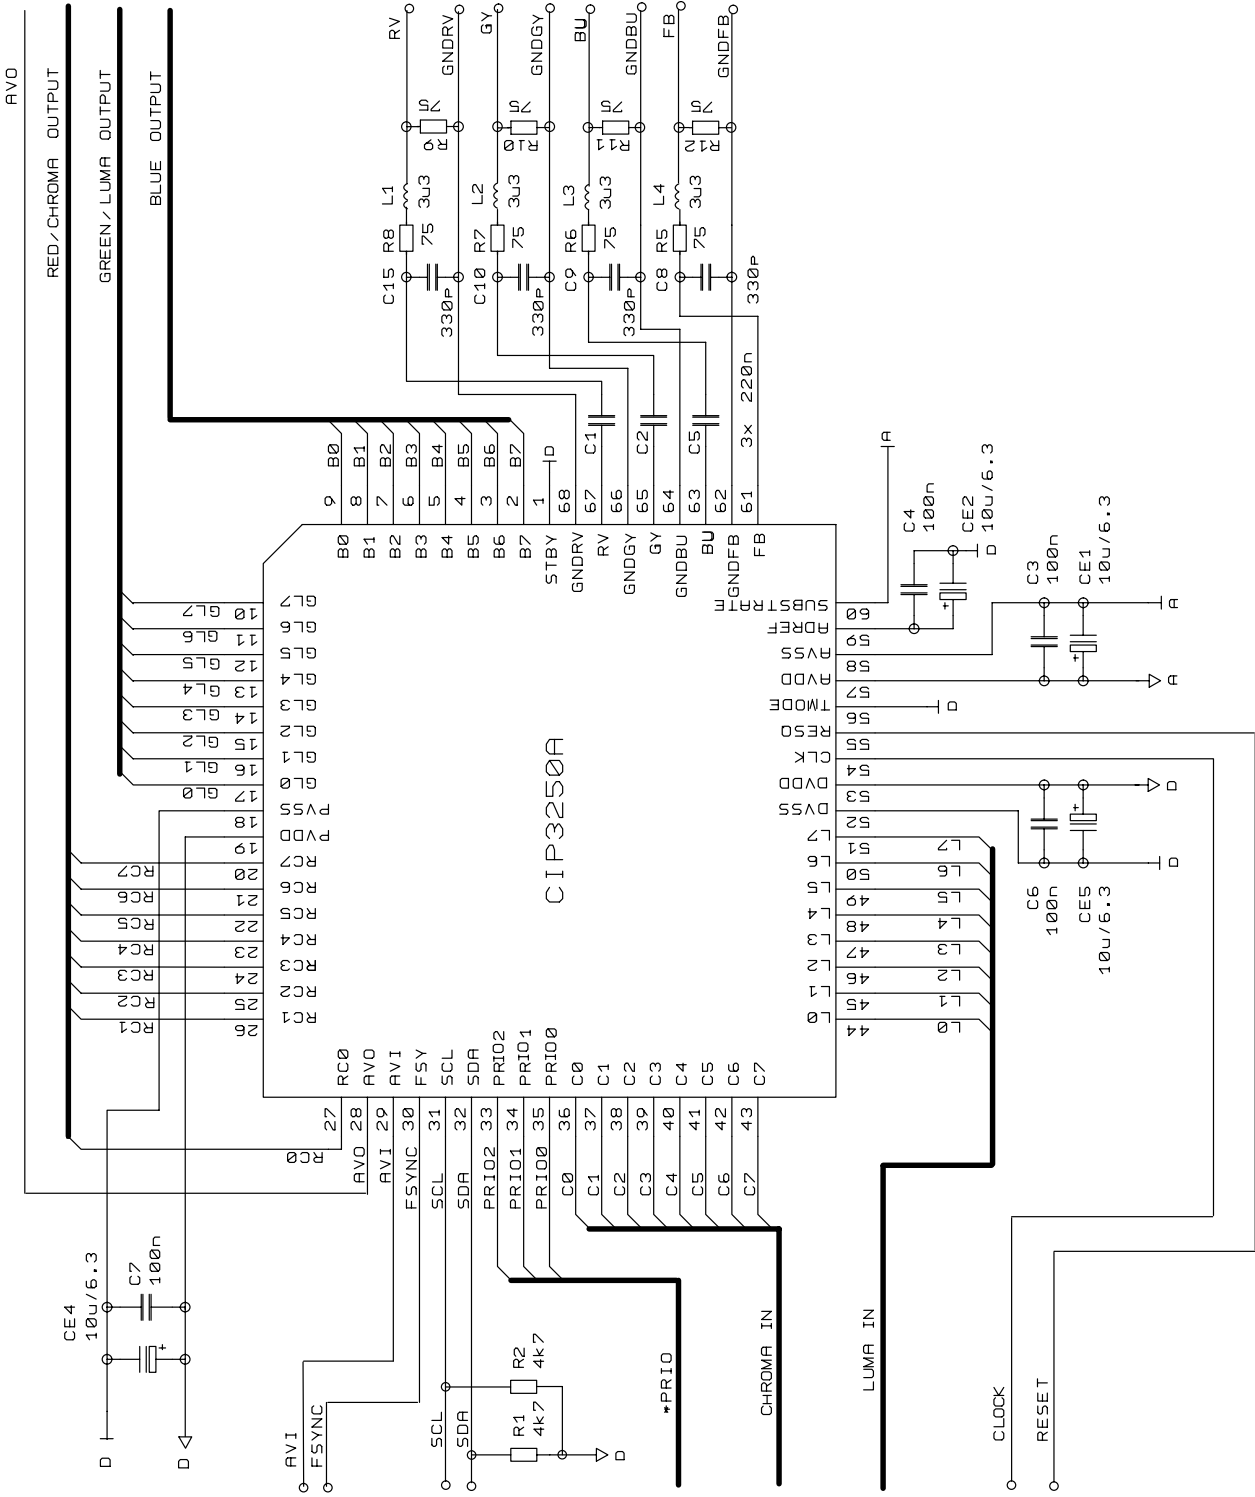 AVO
RED/CHROMA OUTPUT
GREEN/LUMA OUTPUT
BLUE OUTPUT
RV
GNDRV
GY
GNDGY
BU
GNDBU
FB
GNDFB
75
R9
75
R10
75
R11
75
R12
L1
3u3
L2
3u3
L3
3u3
L4
3u3
R8
75
R7
75
R6
75
R5
75
C15
330p
C10
330p
C9
330p
C8
330p
C1
C2
C5
3x 220n
B0
B1
B2
B3
B4
B5
B6
B7
D
9
8
7
6
5
4
3
2
1
68
67
66
65
64
63
62
61
B0
B1
B2
B3
B4
B5
B6
B7
STBY
GNDRV
RV
GNDGY
GY
GNDBU
BU
GNDFB
FB
GL7 10 GL7
GL6 11 GL6
GL5 12 GL5
GL4 13 GL4
GL3 14 GL3
GL2 15 GL2
GL1 16 GL1
GL0 17 GL0
18 PVSS
19 PVDD
RC7 20 RC7
RC6 21 RC6
RC5 22 RC5
RC4 23 RC4
RC3 24 RC3
RC2 25 RC2
RC1 26 RC1
CIP3250A
SUBSTRATE 60
ADREF 59
AVSS 58
AVDD 57
TMODE 56
RESQ 55
CLK 54
DVDD 53
DVSS 52
L7 51 L7
L6 50 L6
L5 49 L5
L4 48 L4
L3 47 L3
L2 46 L2
L1 45 L1
L0 44 L0
A
C4
100n
CE2
10u/6.3
D
C3
100n
CE1
10u/6.3
A
A
D
D
C6
100n
CE5
10u/6.3
D
RC0
AVO
AVI
FSY
SCL
SDA
PRIO2
PRIO1
PRIO0
C0
C1
C2
C3
C4
C5
C6
C7
27
28
29
30
31
32
33
34
35
36
37
38
39
40
41
42
43
RC0
AVO
AVI
FSYNC
SCL
SDA
PRIO2
PRIO1
PRIO0
C0
C1
C2
C3
C4
C5
C6
C7
CE4
10u/6.3
C7
100n
D
D
AVI
FSYNC
SCL
SDA
R2
4k7
R1
4k7
D
*PRIO
CHROMA IN
LUMA IN
CLOCK
RESET